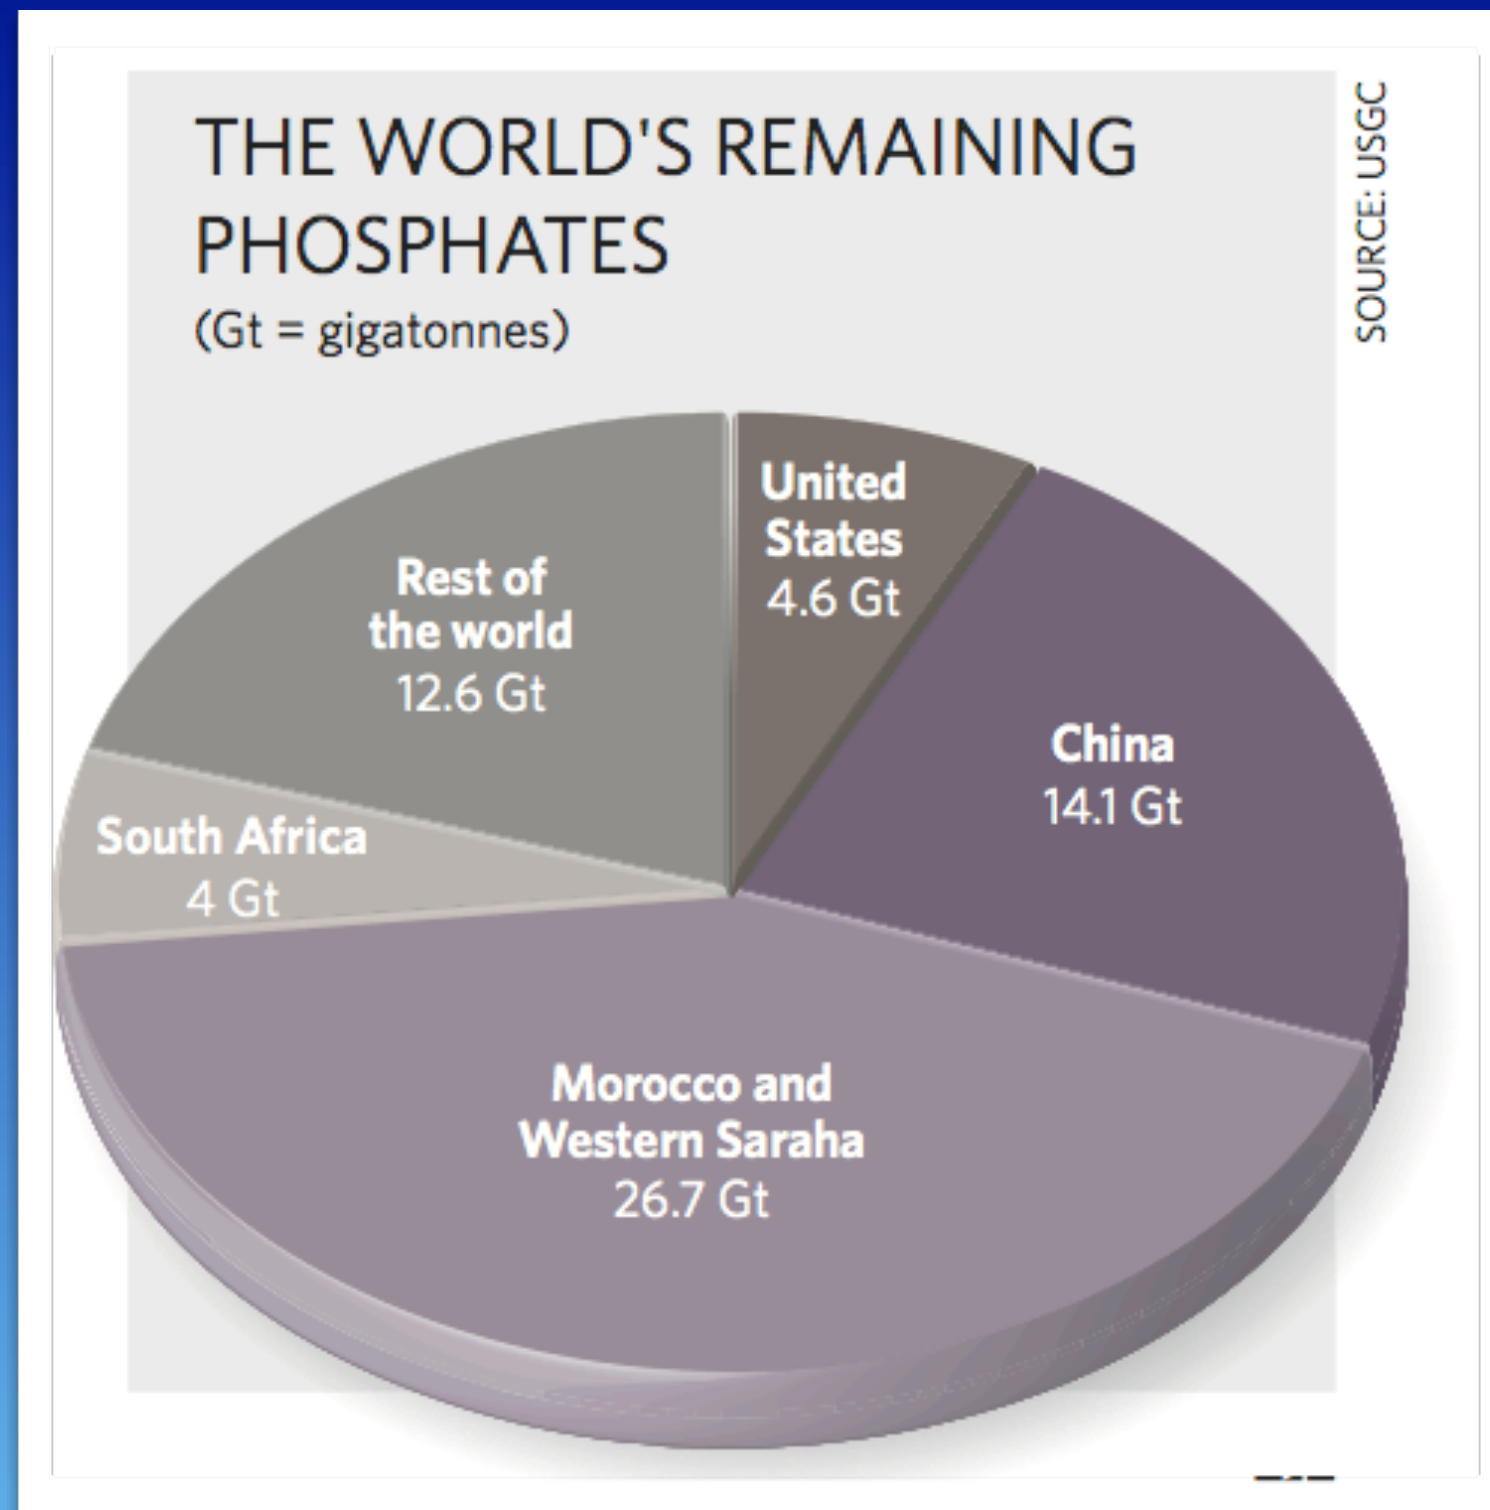 THE WORLD'S REMAINING
PHOSPHATES
(Gt = gigatonnes)
SOURCE: USGC
United
States
4.6 Gt
Rest of
the world
12.6 Gt
China
14.1 Gt
South Africa
4 Gt
Morocco and
Western Saraha
26.7 Gt